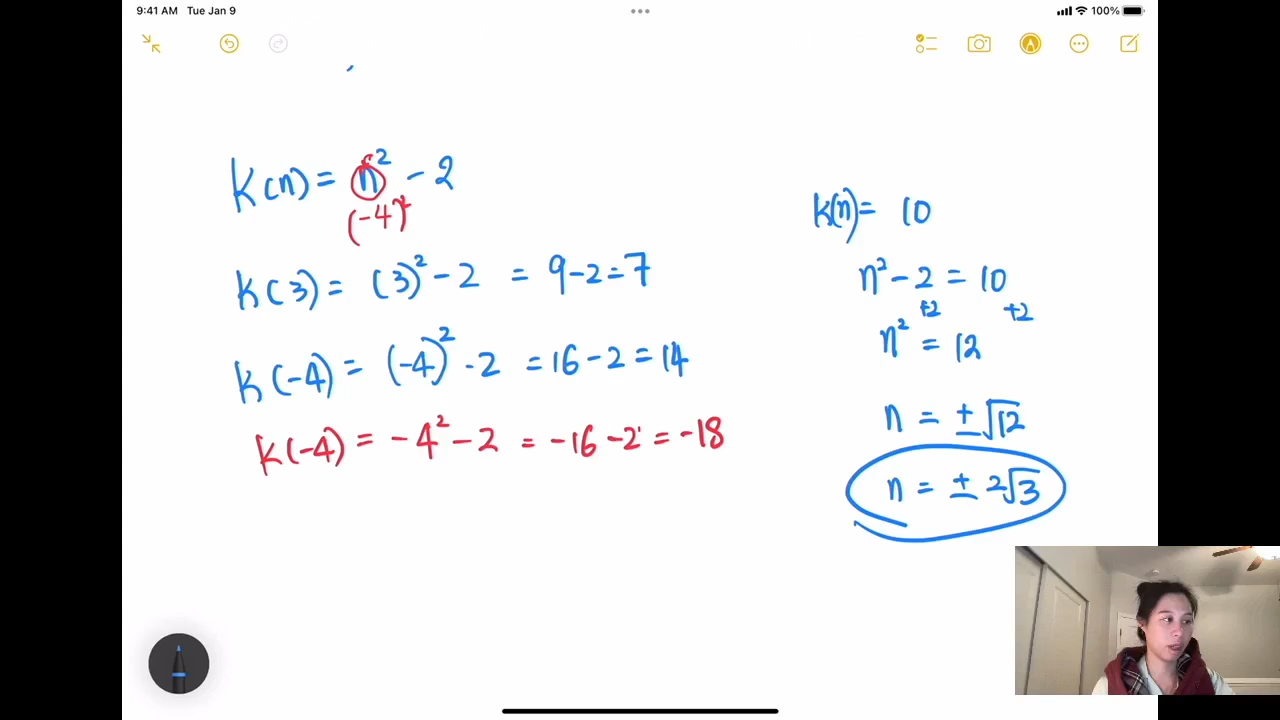 9:41 AM Tue Jan 9
100%
K(n) = n² - 2
(-4)²
k(n) = 10
k(3) = (3)² - 2 = 9 - 2 = 7
n² - 2 = 10
+2 +2
n² = 12
k(-4) = (-4)² - 2 = 16 - 2 = 14
n = ±√12
k(-4) = -4² - 2 = -16 - 2 = -18
n = ± 2√3